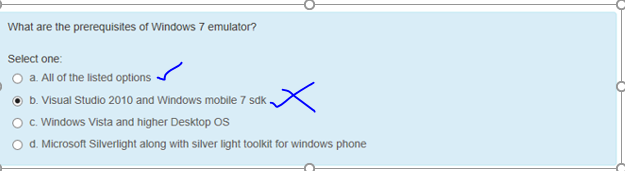 What are the prerequisites of Windows 7 emulator?
Select one:
a. All of the listed options
b. Visual Studio 2010 and Windows mobile 7 sdk
c. Windows Vista and higher Desktop OS
d. Microsoft Silverlight along with silver light toolkit for windows phone